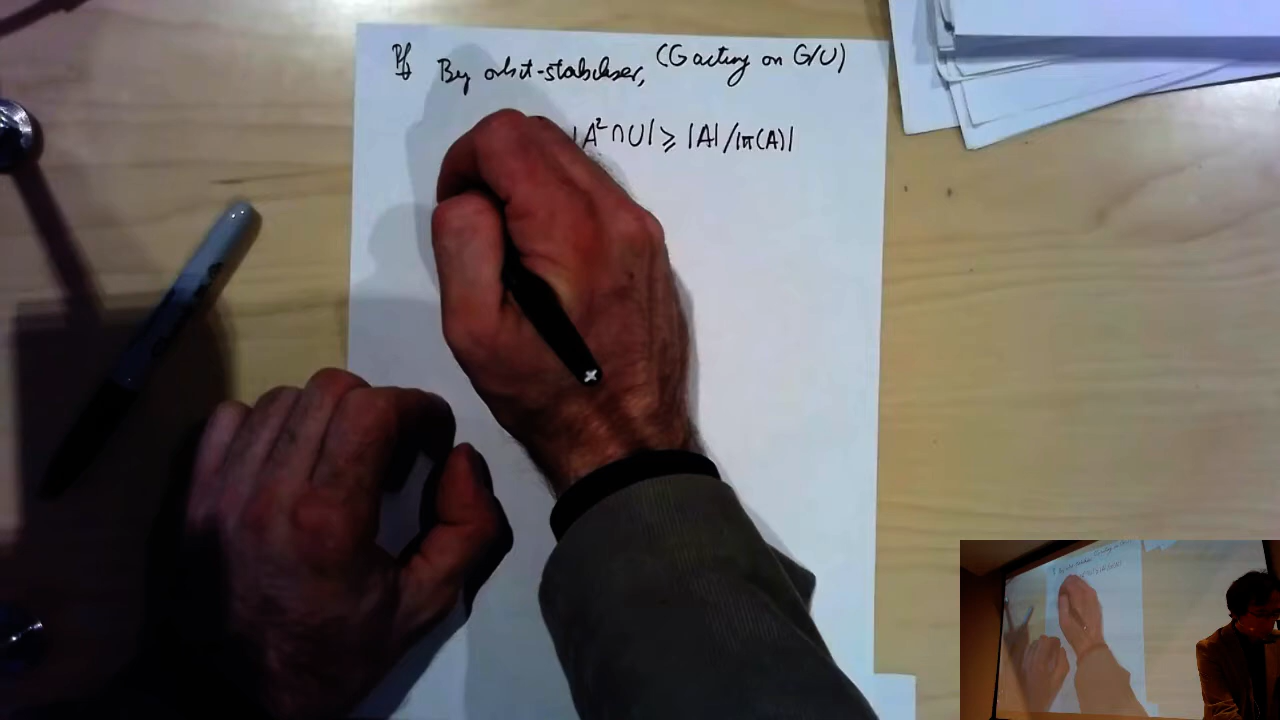 Pf By orbit-stabiliser, (G acting on G/U)
|A² ∩ U| ⩾ |A| / |π(A)|